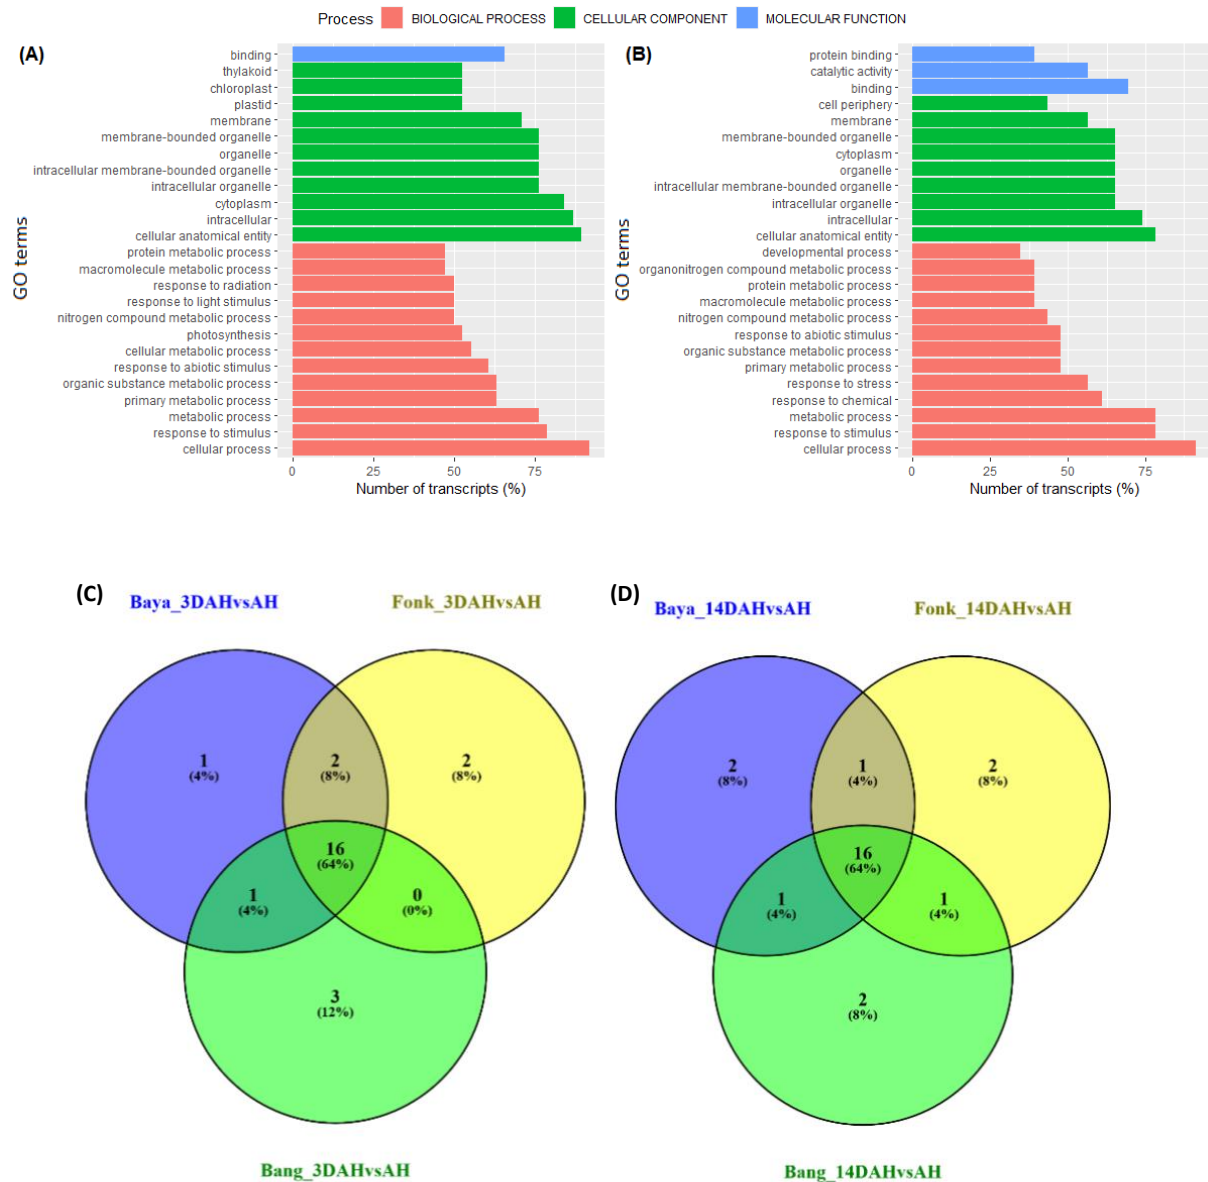 Process BIOLOGICAL PROCESS CELLULAR COMPONENT MOLECULAR FUNCTION
(A)
GO terms
binding
thylakoid
chloroplast
plastid
membrane
membrane-bounded organelle
organelle
intracellular membrane-bounded organelle
intracellular organelle
cytoplasm
intracellular
cellular anatomical entity
protein metabolic process
macromolecule metabolic process
response to radiation
response to light stimulus
nitrogen compound metabolic process
photosynthesis
cellular metabolic process
response to abiotic stimulus
organic substance metabolic process
primary metabolic process
metabolic process
response to stimulus
cellular process
0 25 50 75
Number of transcripts (%)
(B)
GO terms
protein binding
catalytic activity
binding
cell periphery
membrane
membrane-bounded organelle
cytoplasm
organelle
intracellular membrane-bounded organelle
intracellular organelle
intracellular
cellular anatomical entity
developmental process
organonitrogen compound metabolic process
protein metabolic process
macromolecule metabolic process
nitrogen compound metabolic process
response to abiotic stimulus
organic substance metabolic process
primary metabolic process
response to stress
response to chemical
metabolic process
response to stimulus
cellular process
0 25 50 75
Number of transcripts (%)
(C)
Baya_3DAHvsAH
Fonk_3DAHvsAH
1
(4%)
2
(8%)
2
(8%)
16
(64%)
1
(4%)
0
(0%)
3
(12%)
Bang_3DAHvsAH
(D)
Baya_14DAHvsAH
Fonk_14DAHvsAH
2
(8%)
1
(4%)
2
(8%)
16
(64%)
1
(4%)
1
(4%)
2
(8%)
Bang_14DAHvsAH